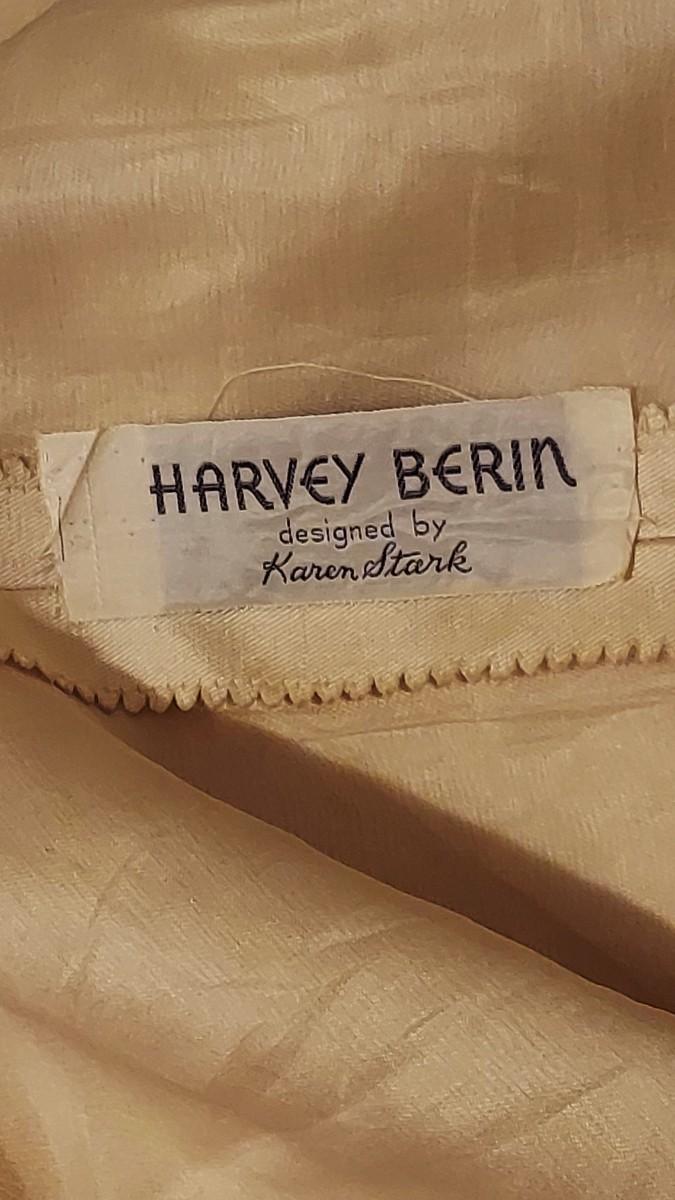 HARVEY BERIN
designed by
Karen Stark